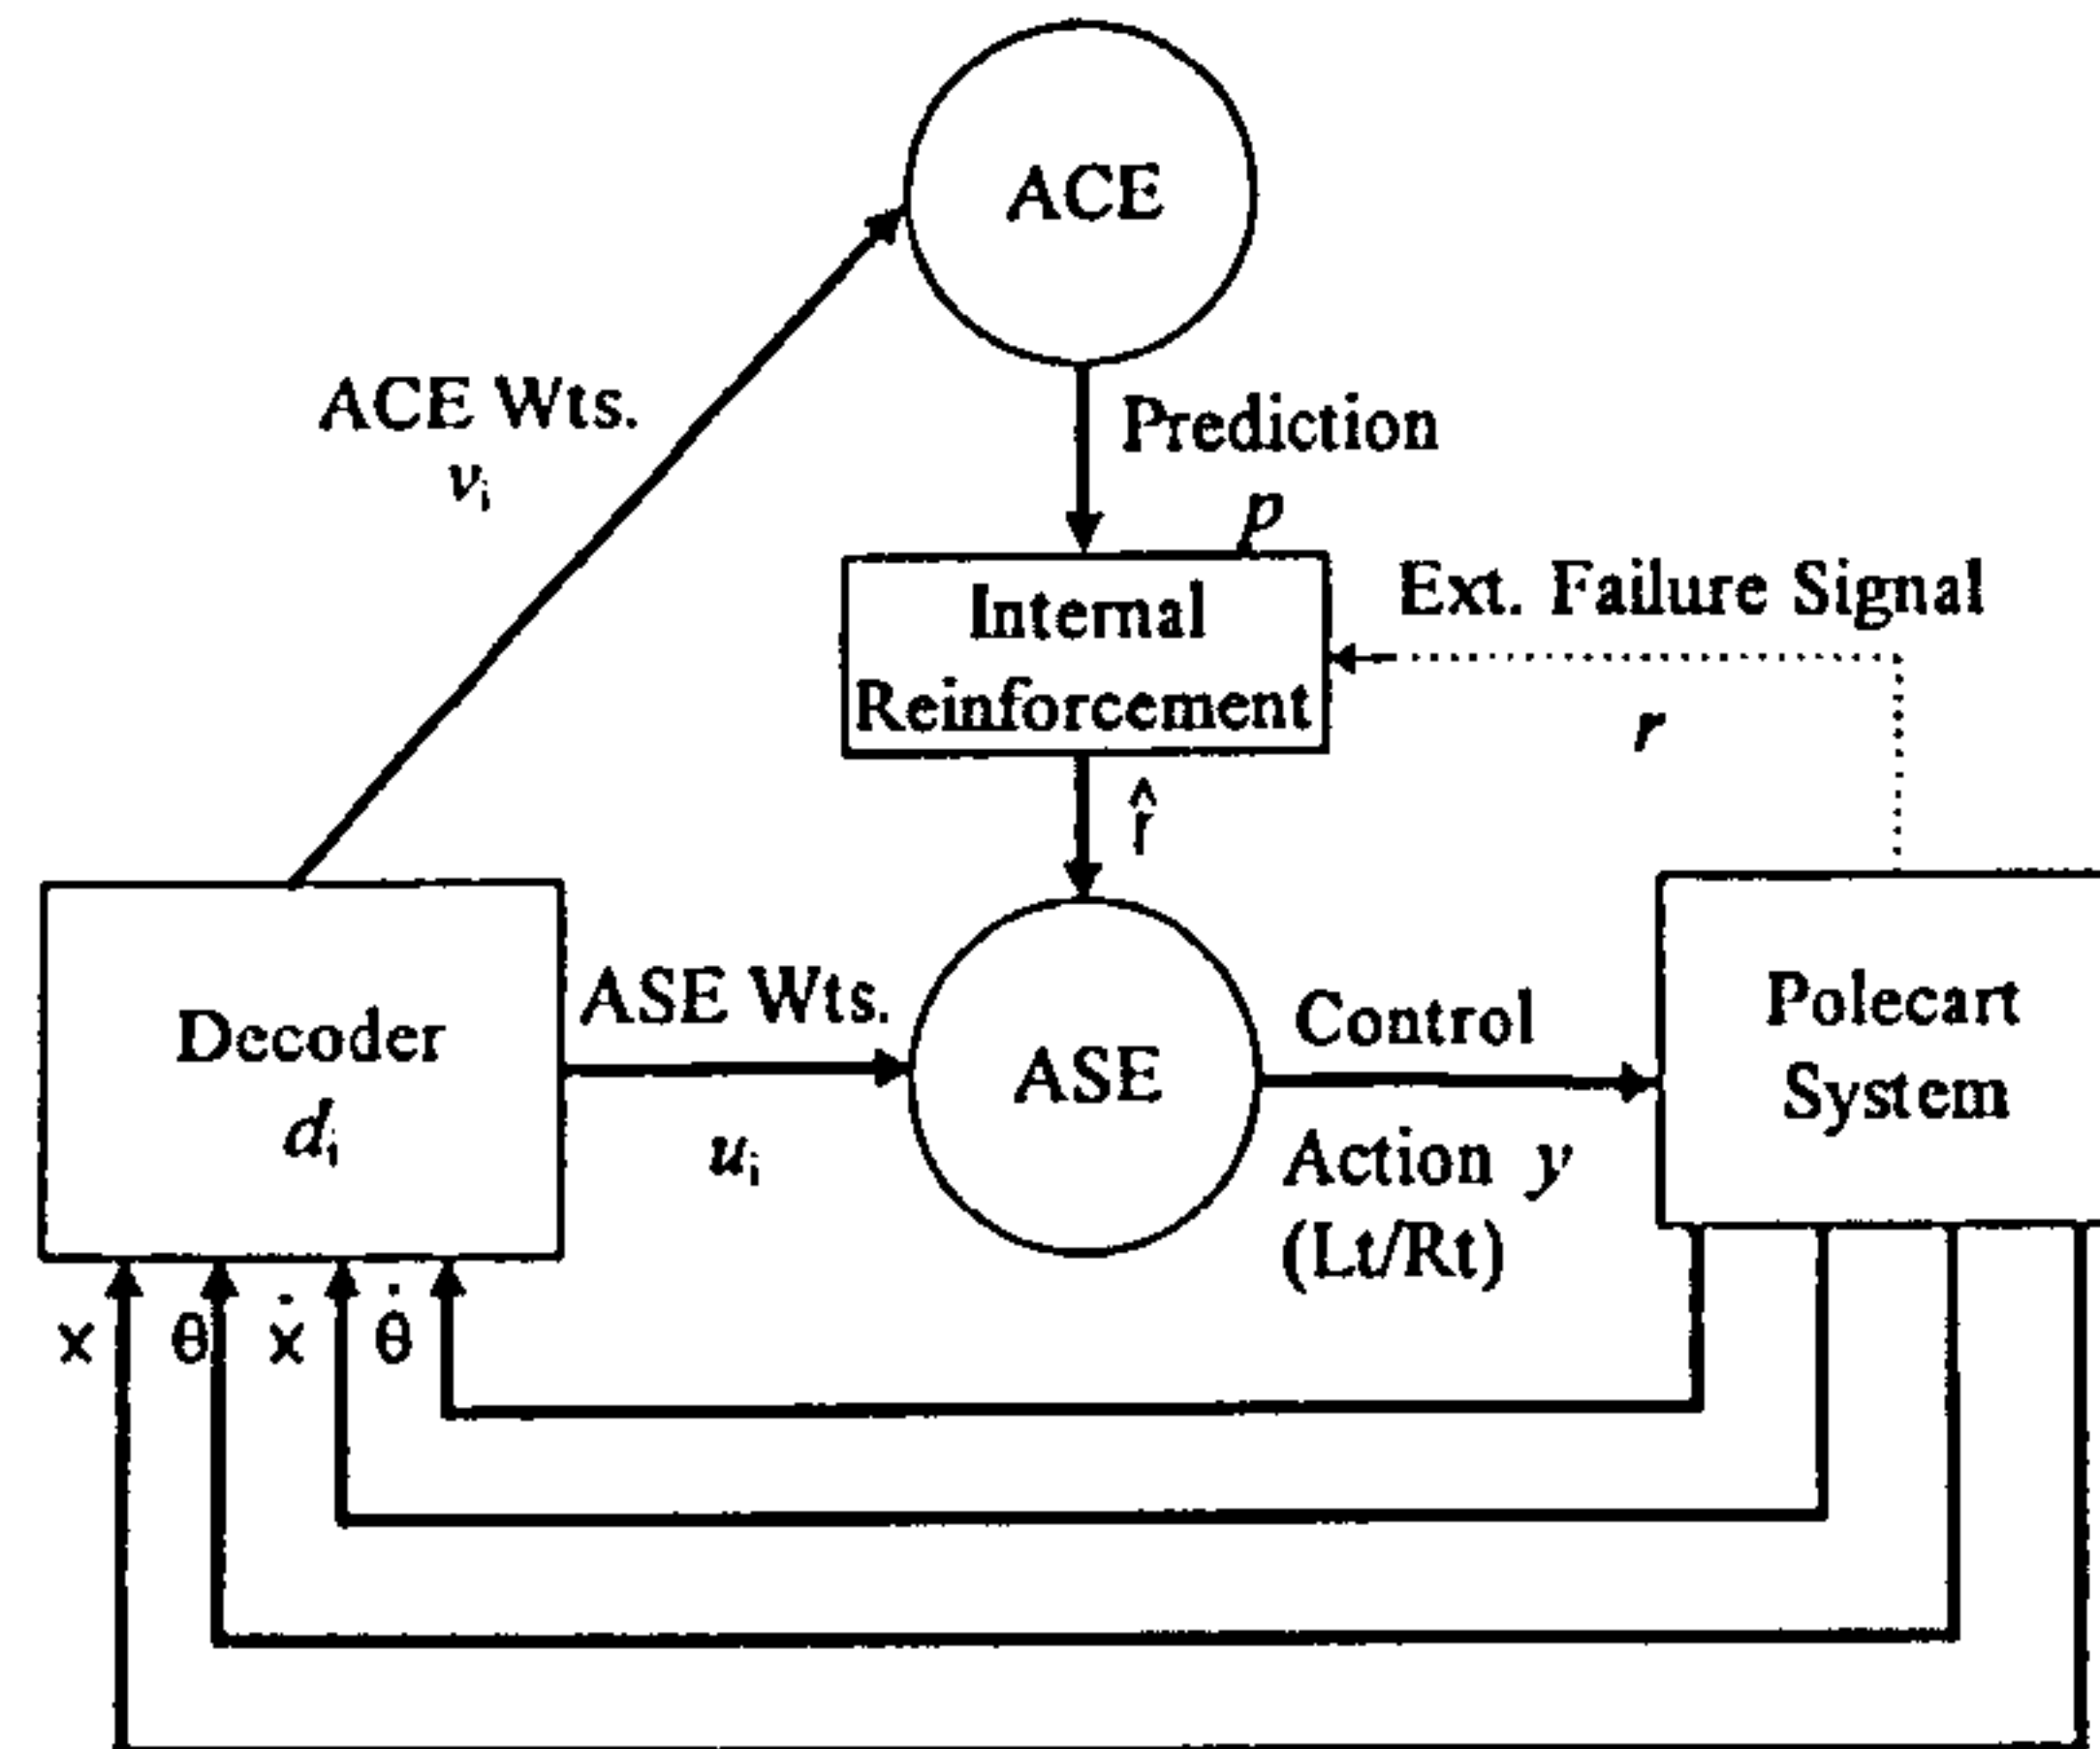 ACE
ACE Wts.
vi
Prediction
p
Internal
Reinforcement
Ext. Failure Signal
r
r̂
Decoder
di
ASE Wts.
ui
ASE
Control
Action y
(Lt/Rt)
Polecart
System
x θ ẋ θ̇